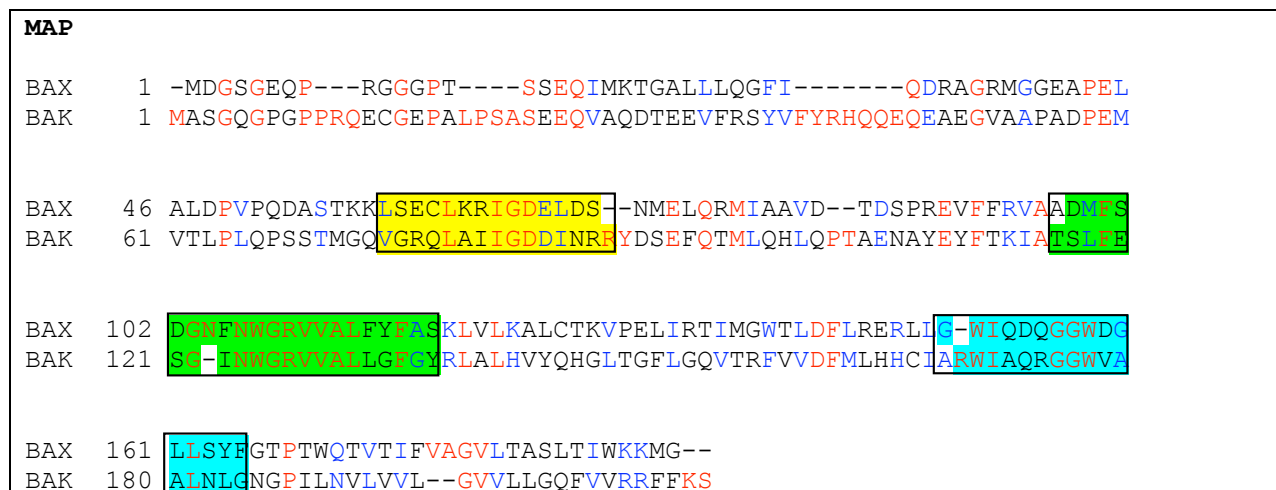 MAP
BAX 1 -MDGSGEQP---RGGGPT----SSEQIMKTGALLLQGFI-------QDRAGRMGGEAPEL
BAK 1 MASGQGPGPPRQECGEPALPSASEEQVAQDTEEVFRSYVFYRHQQEQEAEGVAAPADPEM
BAX 46 ALDPVPQDASTKKLSECLKRIGDELDS--NMELQRMIAAVD--TDSPREVFFRVAADMFS
BAK 61 VTLPLQPSSTMGQVGRQLAIIGDDINRRYDSEFQTMLQHLQPTAENAYEYFTKIATSLFE
BAX 102 DGNFNWGRVVALFYFASKLVLKALCTKVPELIRTIMGWTLDFLRERLLG-WIQDQGGWDG
BAK 121 SG-INWGRVVALLGFGYRLALHVYQHGLTGFLGQVTRFVVDFMLHHCIARWIAQRGGWVA
BAX 161 LLSYFGTPTWQTVTIFVAGVLTASLTIWKKMG--
BAK 180 ALNLGNGPILNVLVVL--GVVLLGQFVVRRFFKS